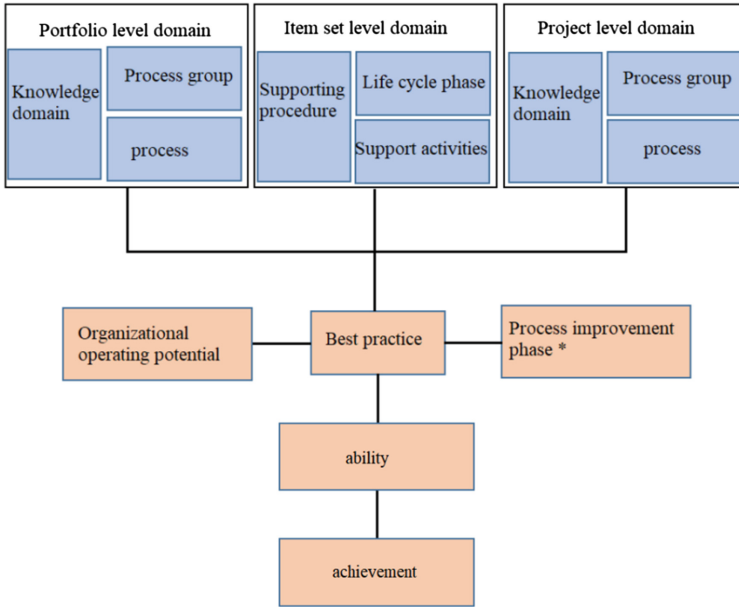 Portfolio level domain
Knowledge
domain
Process group
process
Item set level domain
Supporting
procedure
Life cycle phase
Support activities
Project level domain
Knowledge
domain
Process group
process
Organizational
operating potential
Best practice
Process improvement
phase *
ability
achievement